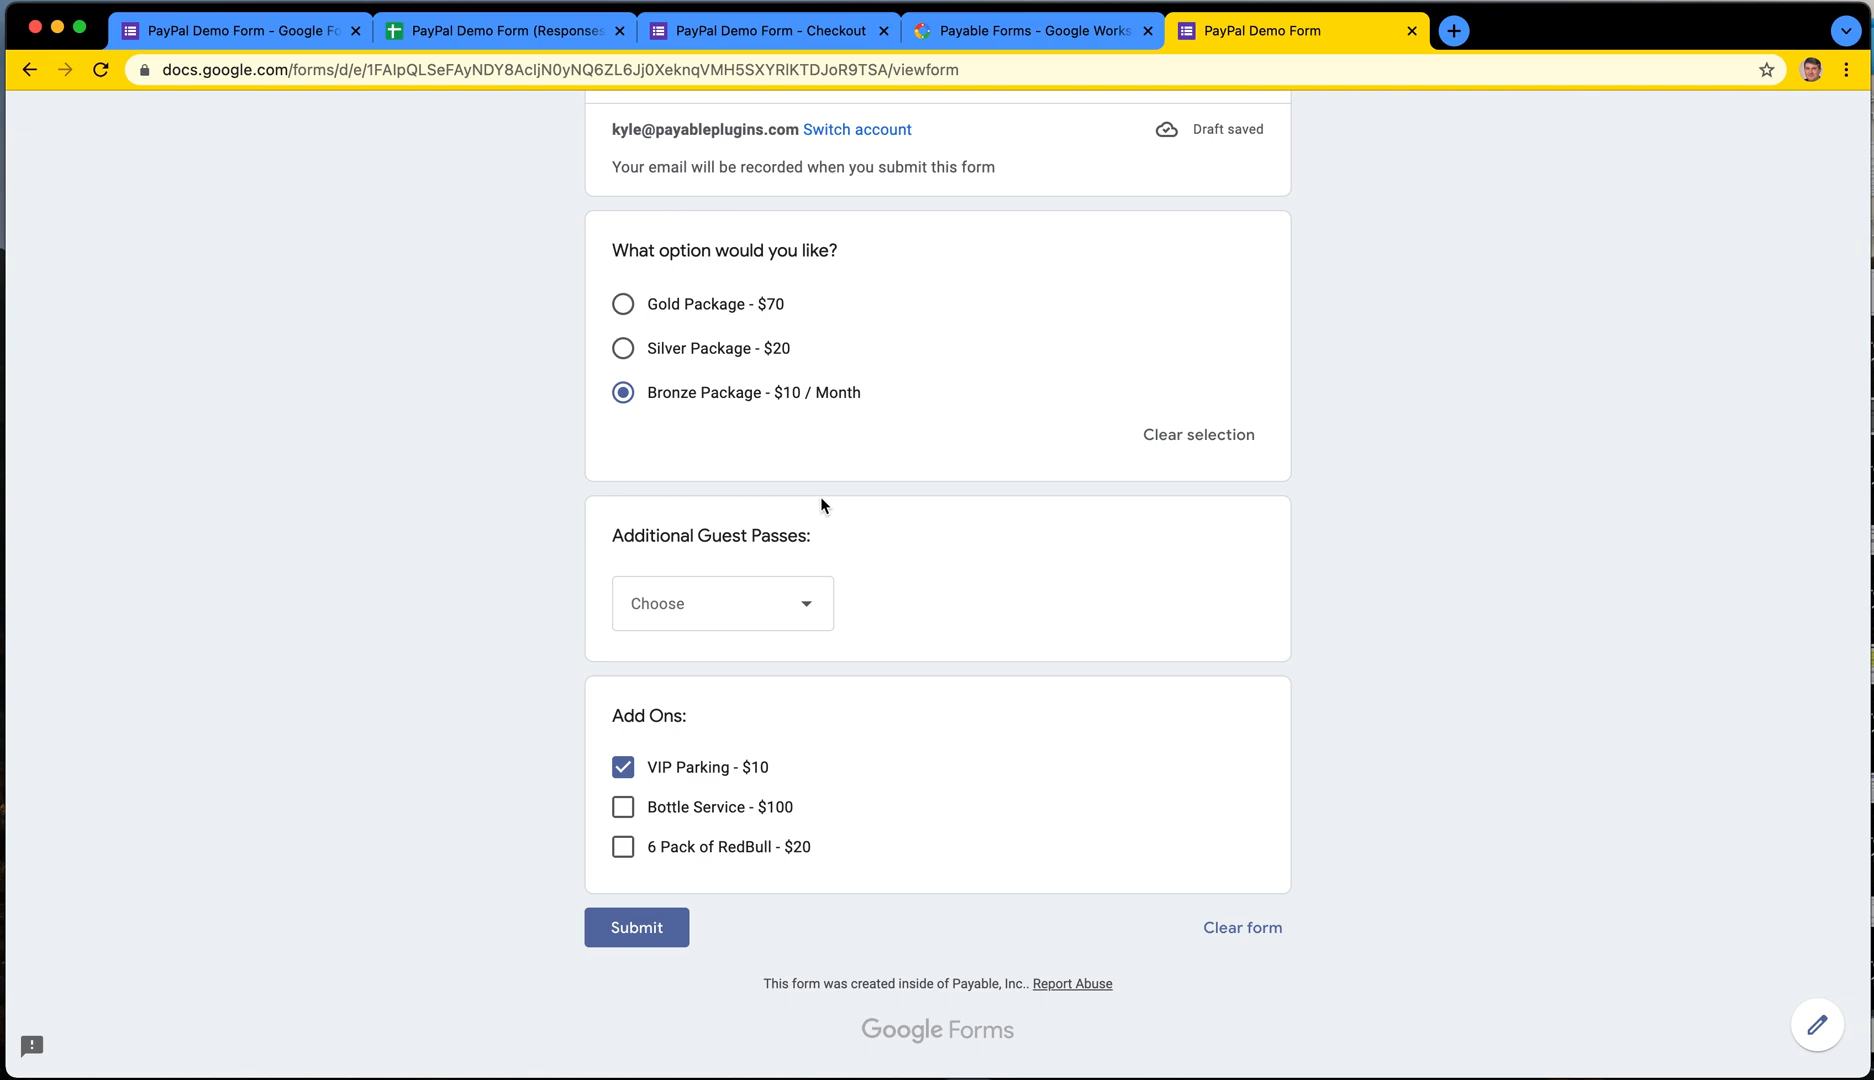 PayPal Demo Form - Google Fo
PayPal Demo Form (Responses
PayPal Demo Form - Checkout
Payable Forms - Google Works
PayPal Demo Form
docs.google.com/forms/d/e/1FAIpQLSeFAyNDY8AcIjN0yNQ6ZL6Jj0XeknqVMH5SXYRlKTDJoR9TSA/viewform
kyle@payableplugins.com Switch account
Draft saved
Your email will be recorded when you submit this form
What option would you like?
Gold Package - $70
Silver Package - $20
Bronze Package - $10 / Month
Clear selection
Additional Guest Passes:
Choose
Add Ons:
VIP Parking - $10
Bottle Service - $100
6 Pack of RedBull - $20
Submit
Clear form
This form was created inside of Payable, Inc.. Report Abuse
Google Forms